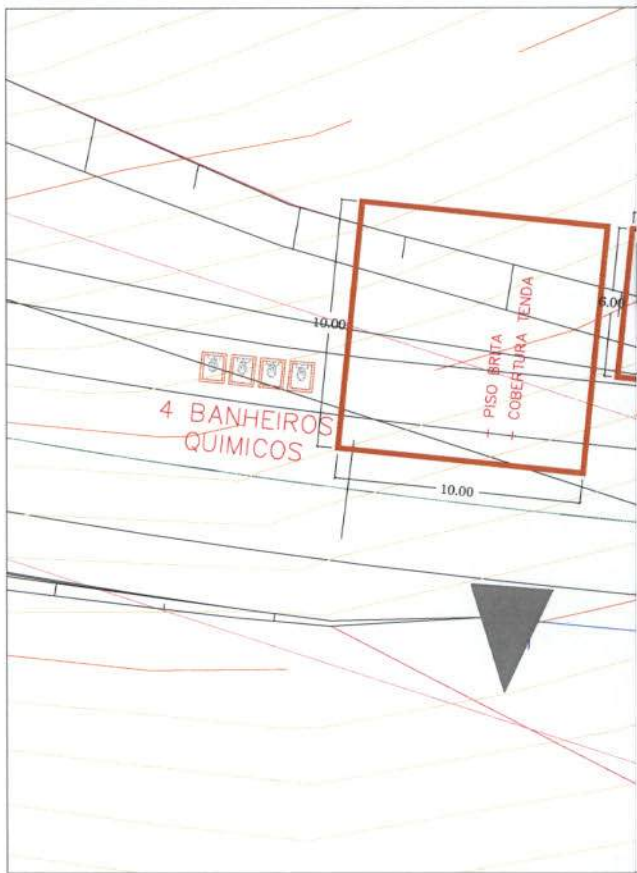 10.00
6.00
- PISO BRITA
- COBERTURA TENDA
4 BANHEIROS
QUIMICOS
10.00